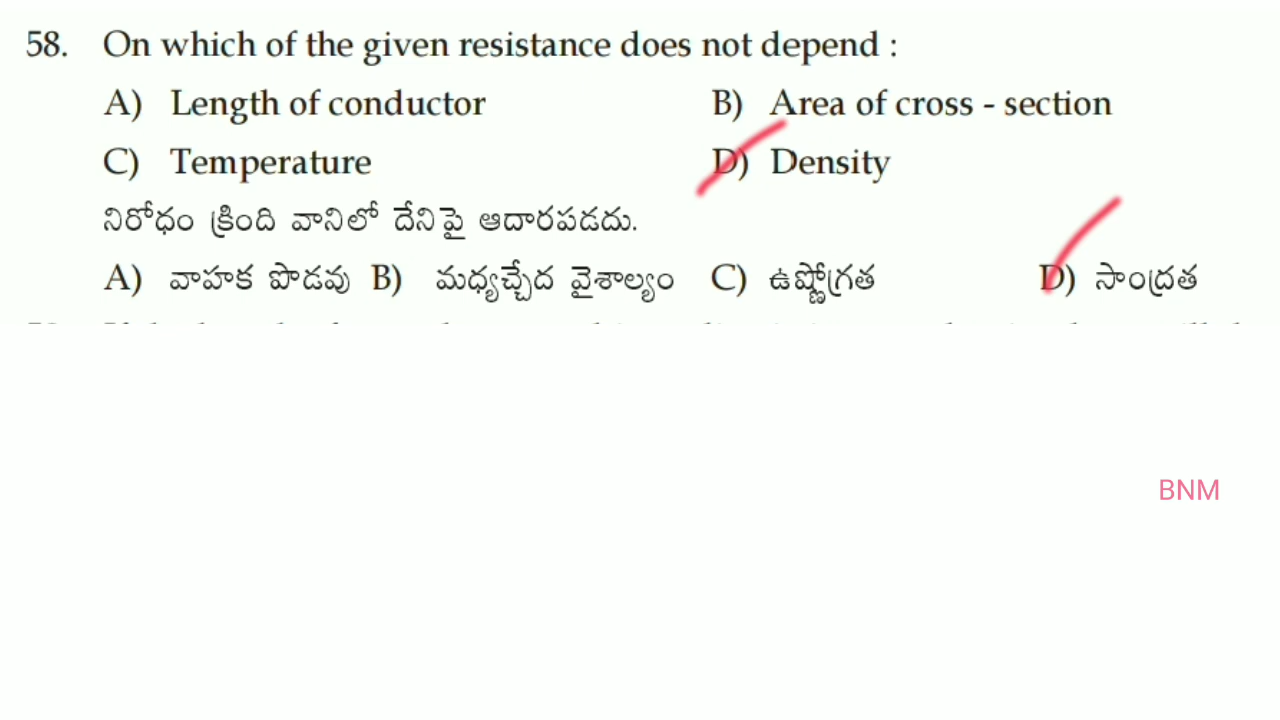 58. On which of the given resistance does not depend :
A) Length of conductor B) Area of cross - section
C) Temperature D) Density
నిరోధం క్రింది వానిలో దేనిపై ఆదారపడదు.
A) వాహక పొడవు B) మధ్యచ్ఛేద వైశాల్యం C) ఉష్ణోగ్రత D) సాంద్రత
BNM